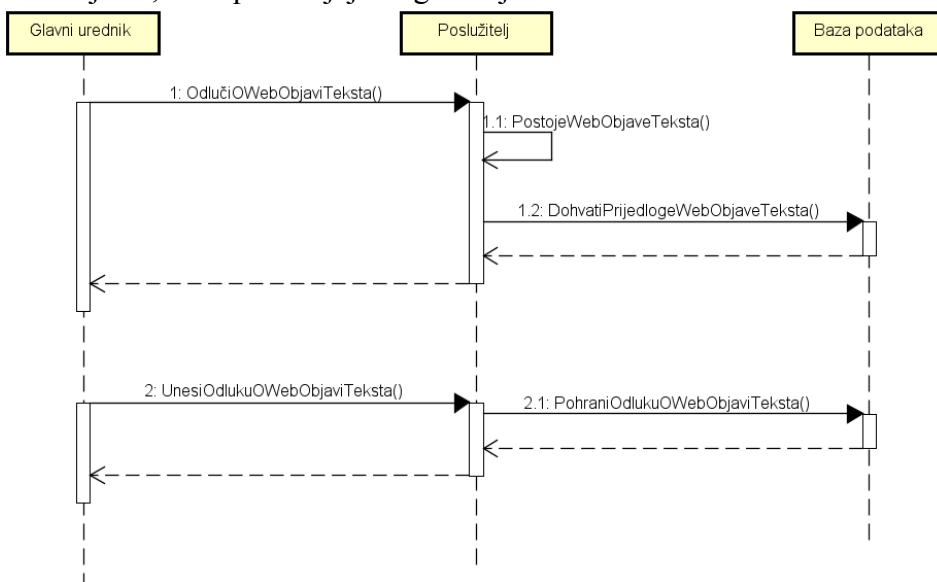 Glavni urednik
Poslužitelj
Baza podataka
1: OdlučiOWebObjaviTeksta()
1.1: PostojeWebObjaveTeksta()
1.2: DohvatiPrijedlogeWebObjaveTeksta()
2: UnesiOdlukuOWebObjaviTeksta()
2.1: PohraniOdlukuOWebObjaviTeksta()